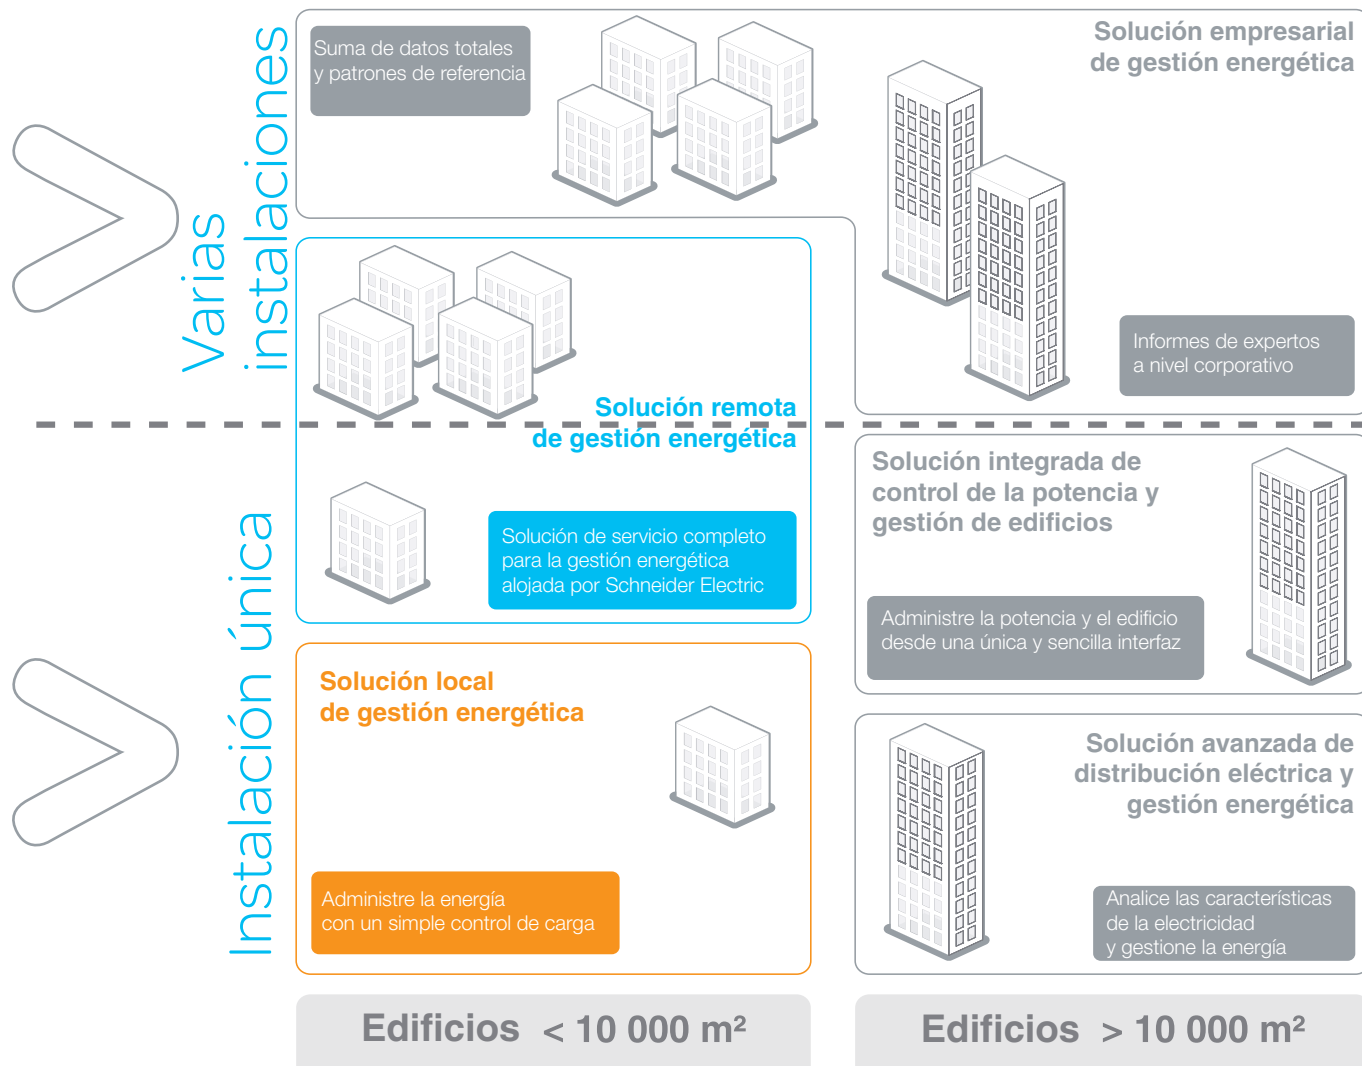 Varias
instalaciones
Suma de datos totales
y patrones de referencia
Solución empresarial
de gestión energética
Informes de expertos
a nivel corporativo
Solución remota
de gestión energética
Solución de servicio completo
para la gestión energética
alojada por Schneider Electric
Instalación única
Solución integrada de
control de la potencia y
gestión de edificios
Administre la potencia y el edificio
desde una única y sencilla interfaz
Solución local
de gestión energética
Administre la energía
con un simple control de carga
Solución avanzada de
distribución eléctrica y
gestión energética
Analice las características
de la electricidad
y gestione la energía
Edificios < 10 000 m²
Edificios > 10 000 m²